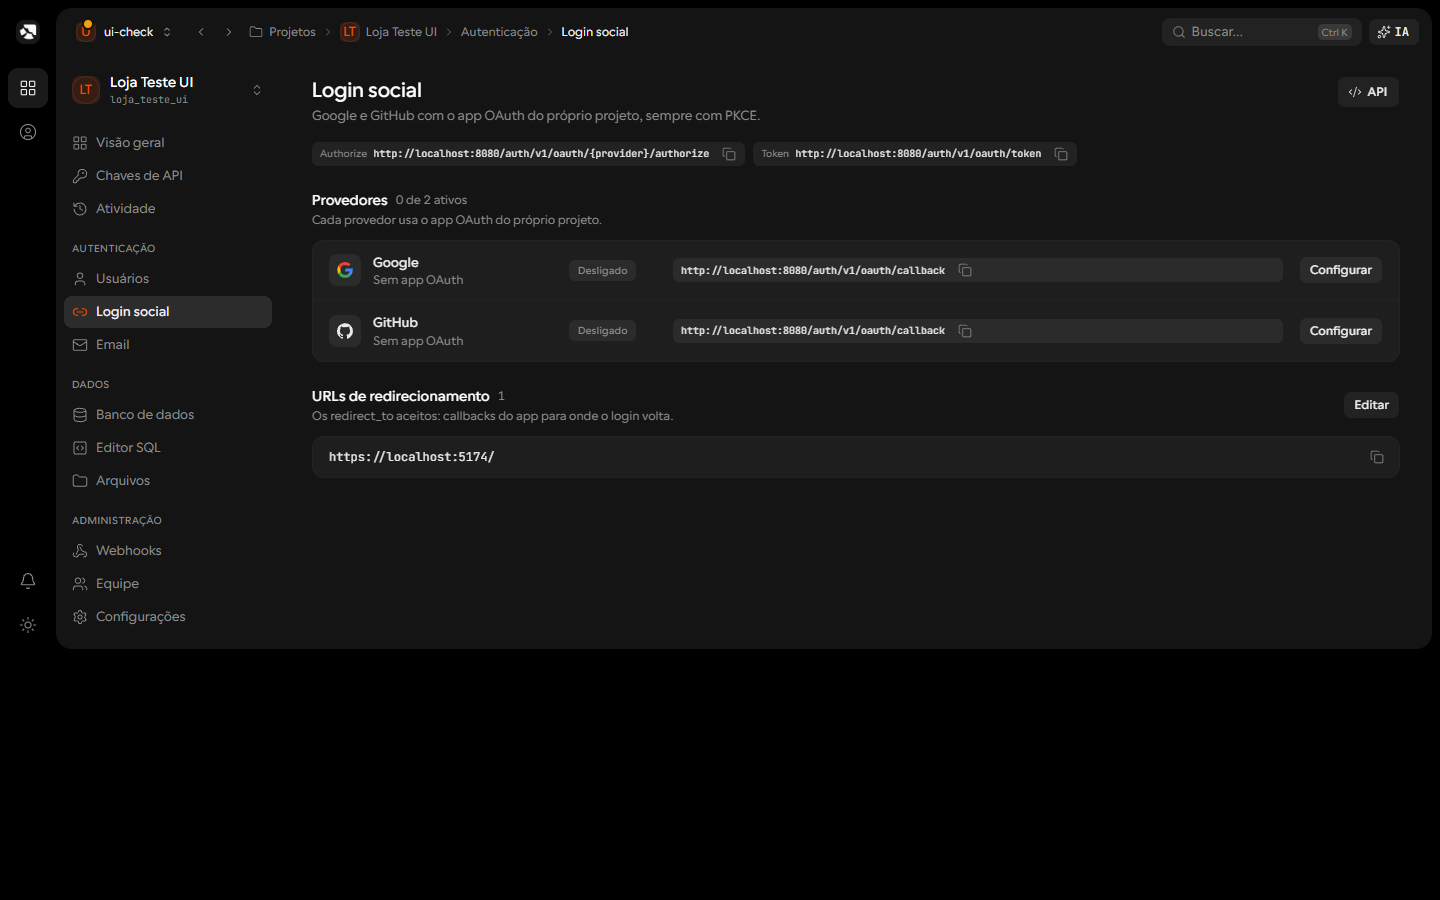 U ui-check Projetos LT Loja Teste UI Autenticação Login social Buscar... Ctrl K IA
LT Loja Teste UI
loja_teste_ui
Visão geral
Chaves de API
Atividade
AUTENTICAÇÃO
Usuários
Login social
Email
DADOS
Banco de dados
Editor SQL
Arquivos
ADMINISTRAÇÃO
Webhooks
Equipe
Configurações
Login social
API
Google e GitHub com o app OAuth do próprio projeto, sempre com PKCE.
Authorize http://localhost:8080/auth/v1/oauth/{provider}/authorize Token http://localhost:8080/auth/v1/oauth/token
Provedores 0 de 2 ativos
Cada provedor usa o app OAuth do próprio projeto.
Google
Sem app OAuth
Desligado http://localhost:8080/auth/v1/oauth/callback Configurar
GitHub
Sem app OAuth
Desligado http://localhost:8080/auth/v1/oauth/callback Configurar
URLs de redirecionamento 1
Os redirect_to aceitos: callbacks do app para onde o login volta.
Editar
https://localhost:5174/